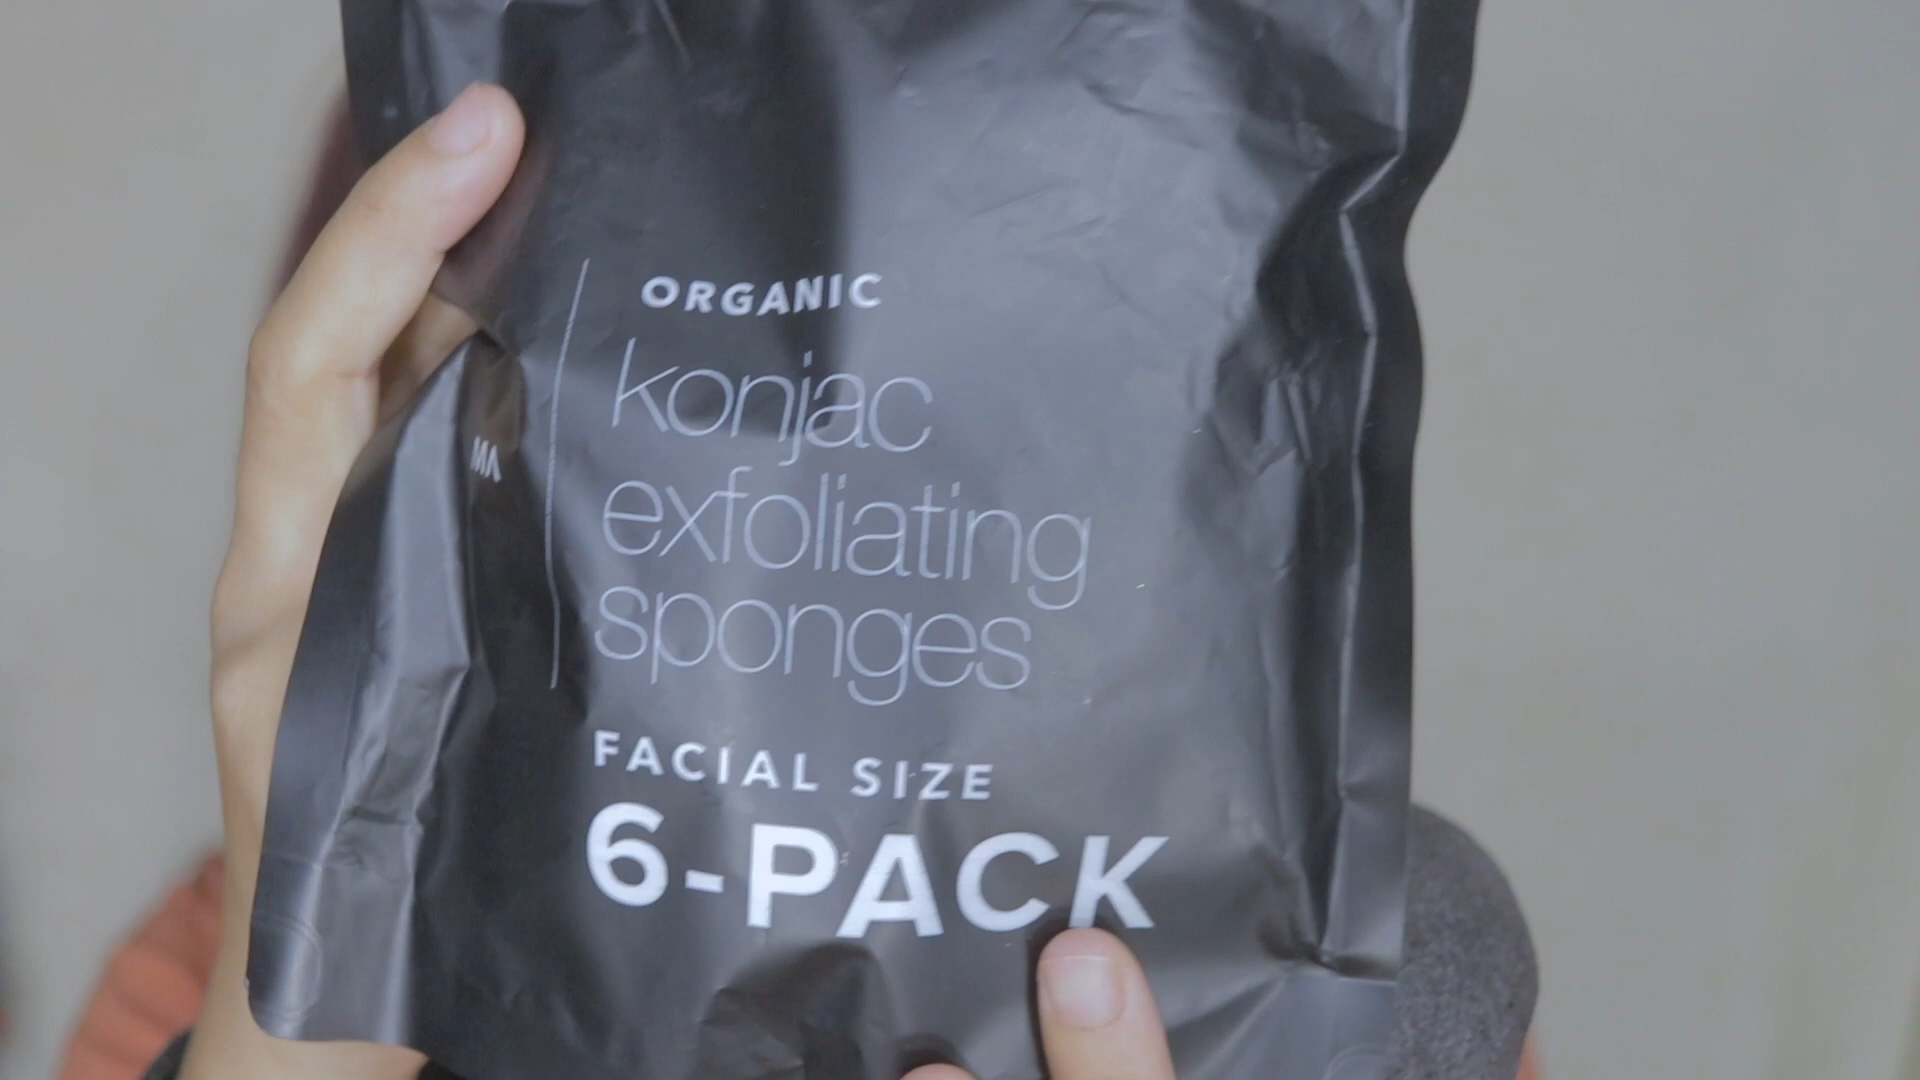 ORGANIC
konjac
exfoliating
sponges
FACIAL SIZE
6-PACK